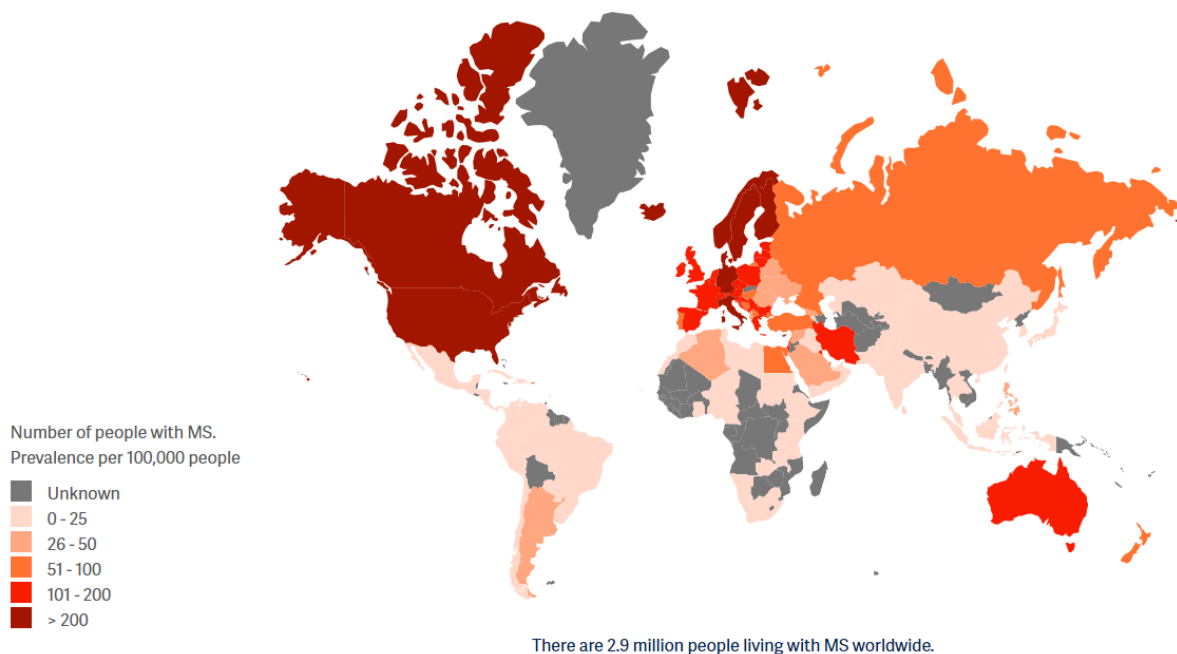 Number of people with MS.
Prevalence per 100,000 people
Unknown
0 - 25
26 - 50
51 - 100
101 - 200
> 200
There are 2.9 million people living with MS worldwide.